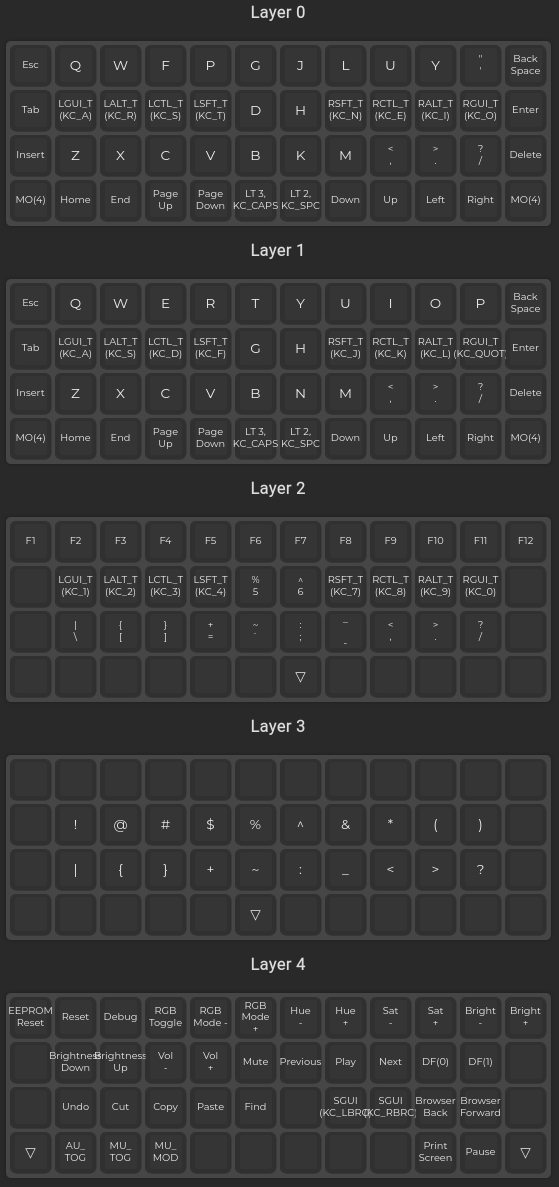 Layer 0
Esc Q W F P G J L U Y " ' Back Space
Tab LGUI_T (KC_A) LALT_T (KC_R) LCTL_T (KC_S) LSFT_T (KC_T) D H RSFT_T (KC_N) RCTL_T (KC_E) RALT_T (KC_I) RGUI_T (KC_O) Enter
Insert Z X C V B K M < , > . ? / Delete
MO(4) Home End Page Up Page Down LT 3, KC_CAPS LT 2, KC_SPC Down Up Left Right MO(4)
Layer 1
Esc Q W E R T Y U I O P Back Space
Tab LGUI_T (KC_A) LALT_T (KC_S) LCTL_T (KC_D) LSFT_T (KC_F) G H RSFT_T (KC_J) RCTL_T (KC_K) RALT_T (KC_L) RGUI_T (KC_QUOT) Enter
Insert Z X C V B N M < , > . ? / Delete
MO(4) Home End Page Up Page Down LT 3, KC_CAPS LT 2, KC_SPC Down Up Left Right MO(4)
Layer 2
F1 F2 F3 F4 F5 F6 F7 F8 F9 F10 F11 F12
LGUI_T (KC_1) LALT_T (KC_2) LCTL_T (KC_3) LSFT_T (KC_4) % 5 ^ 6 RSFT_T (KC_7) RCTL_T (KC_8) RALT_T (KC_9) RGUI_T (KC_0)
| \ { [ } ] + = ~ ` : ; _ - < , > . ? /
▽
Layer 3
! @ # $ % ^ & * ( )
| { } + ~ : _ < > ?
▽
Layer 4
EEPROM Reset Reset Debug RGB Toggle RGB Mode - RGB Mode + Hue - Hue + Sat - Sat + Bright - Bright +
Brightness Down Brightness Up Vol - Vol + Mute Previous Play Next DF(0) DF(1)
Undo Cut Copy Paste Find SGUI (KC_LBRC) SGUI (KC_RBRC) Browser Back Browser Forward
▽ AU_ TOG MU_ TOG MU_ MOD Print Screen Pause ▽